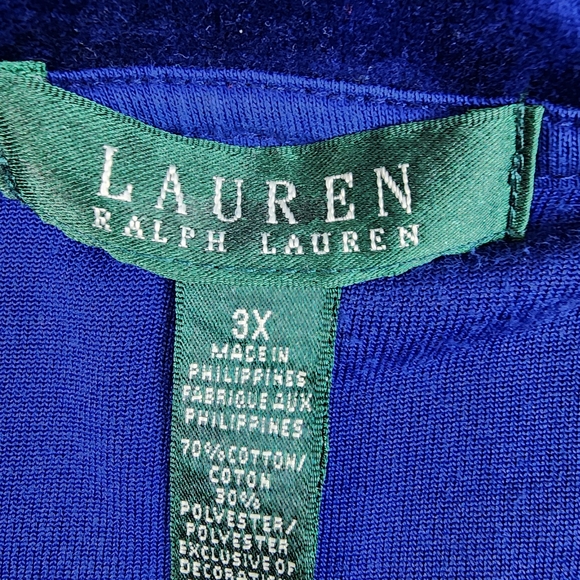 LAUREN
RALPH LAUREN
3X
MADE IN
PHILIPPINES
FABRIQUE AUX
PHILIPPINES
70% COTTON/
COTON
30%
POLYESTER/
POLYESTER
EXCLUSIVE OF